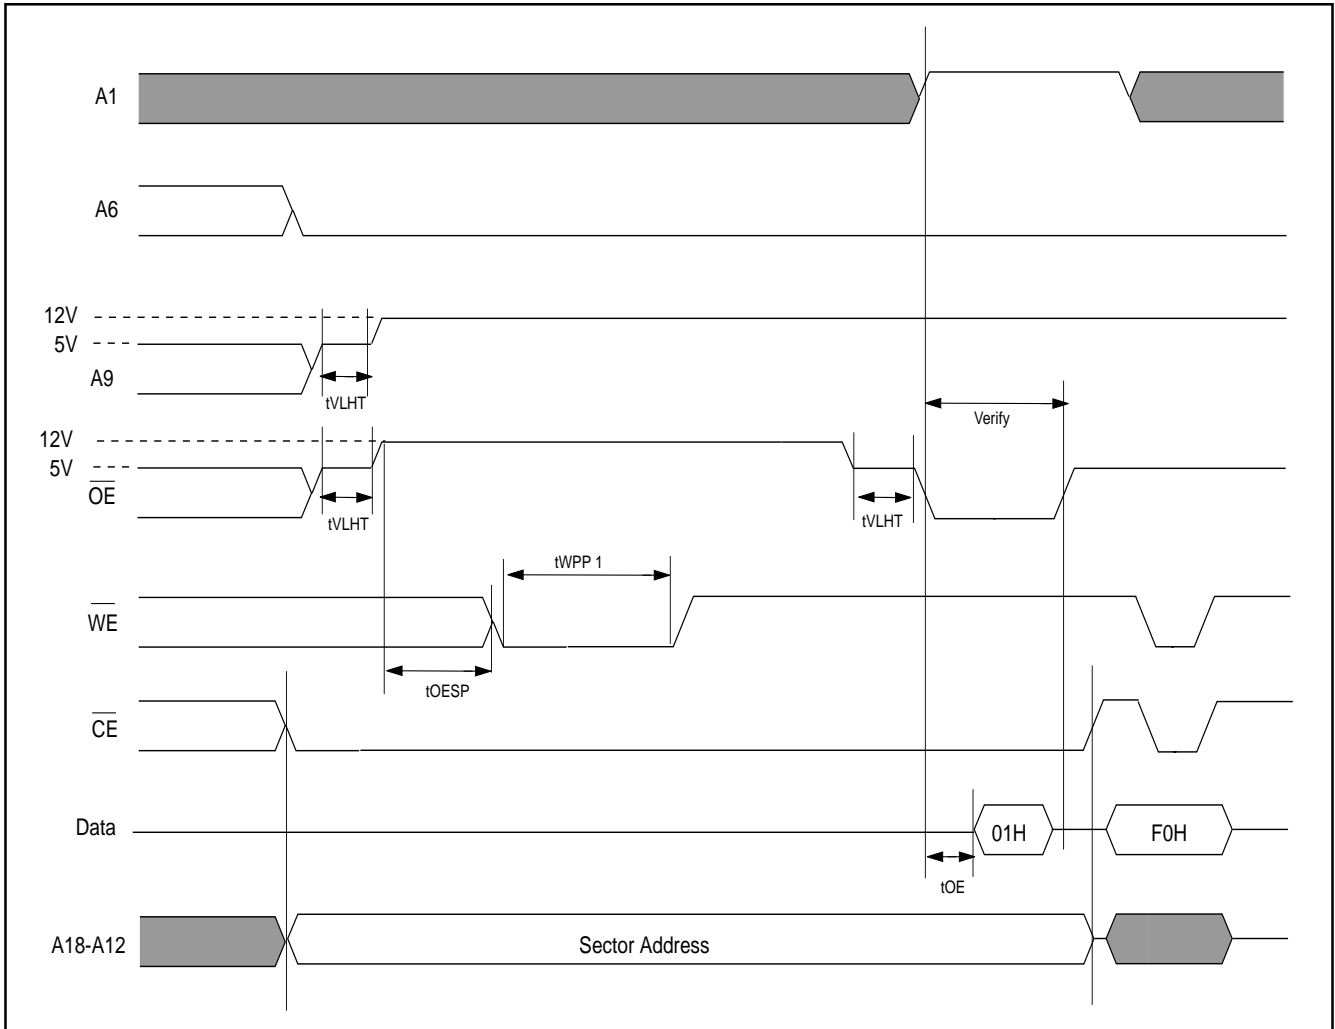 A1
A6
12V
5V
A9
tVLHT
Verify
12V
5V
OE
tVLHT
tVLHT
tWPP 1
WE
tOESP
CE
Data
01H
F0H
tOE
A18-A12
Sector Address